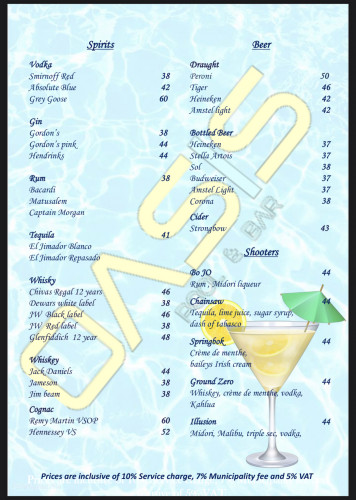 Spirits
Vodka
Smirnoff Red 38
Absolute Blue 42
Grey Goose 60
Gin
Gordon's 38
Gordon's pink 44
Hendrinks 44
Rum 38
Bacardi
Matusalem
Captain Morgan
Tequila 41
El Jimador Blanco
El Jimador Repasado
Whisky
Chivas Regal 12 years 46
Dewars white label 38
JW Black label 46
JW Red label 38
Glenfiddich 12 year 48
Whiskey
Jack Daniels 44
Jameson 38
Jim beam 38
Cognac
Remy Martin VSOP 60
Hennessey VS 52
Beer
Draught
Peroni 50
Tiger 46
Heineken 42
Amstel light 42
Bottled Beer
Heineken 37
Stella Artois 37
Sol 38
Budweiser 37
Amstel Light 37
Corona 38
Cider
Strongbow 43
Shooters
Bo JO 44
Rum , Midori liqueur
Chainsaw 44
Tequila, lime juice, sugar syrup,
dash of tabasco
Springbok 44
Crème de menthe,
baileys Irish cream
Ground Zero 44
Whiskey, crème de menthe, vodka,
Kahlua
Illusion 44
Midori, Malibu, triple sec, vodka,
Prices are inclusive of 10% Service charge, 7% Municipality fee and 5% VAT
OASIS
& BAR